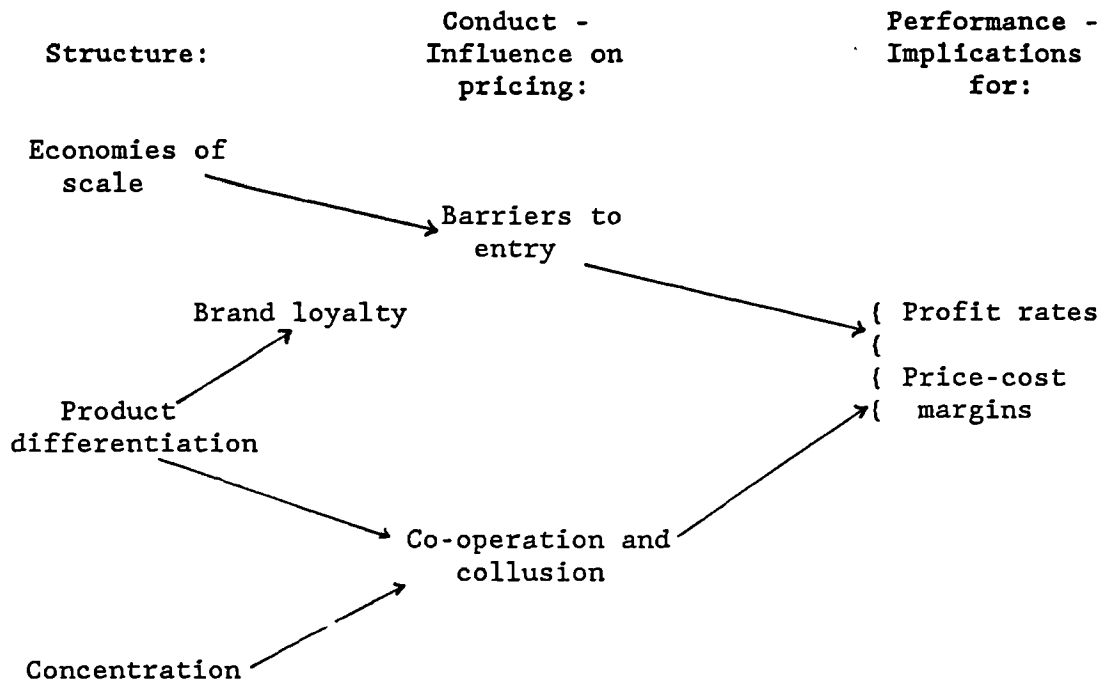 Structure:
Conduct -
Influence on
pricing:
Performance -
Implications
for:
Economies of
scale
Barriers to
entry
Brand loyalty
{ Profit rates
{
{ Price-cost
{ margins
Product
differentiation
Co-operation and
collusion
Concentration